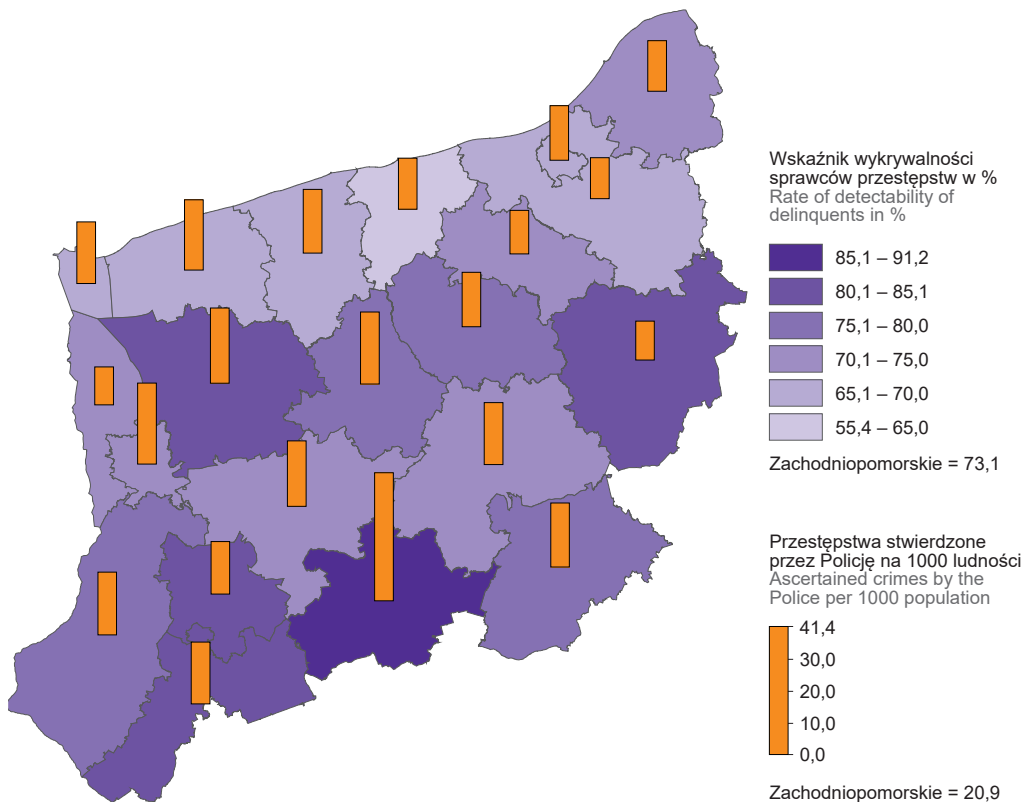 Wskaźnik wykrywalności
sprawców przestępstw w %
Rate of detectability of
delinquents in %
85,1 – 91,2
80,1 – 85,1
75,1 – 80,0
70,1 – 75,0
65,1 – 70,0
55,4 – 65,0
Zachodniopomorskie = 73,1
Przestępstwa stwierdzone
przez Policję na 1000 ludności
Ascertained crimes by the
Police per 1000 population
41,4
30,0
20,0
10,0
0,0
Zachodniopomorskie = 20,9